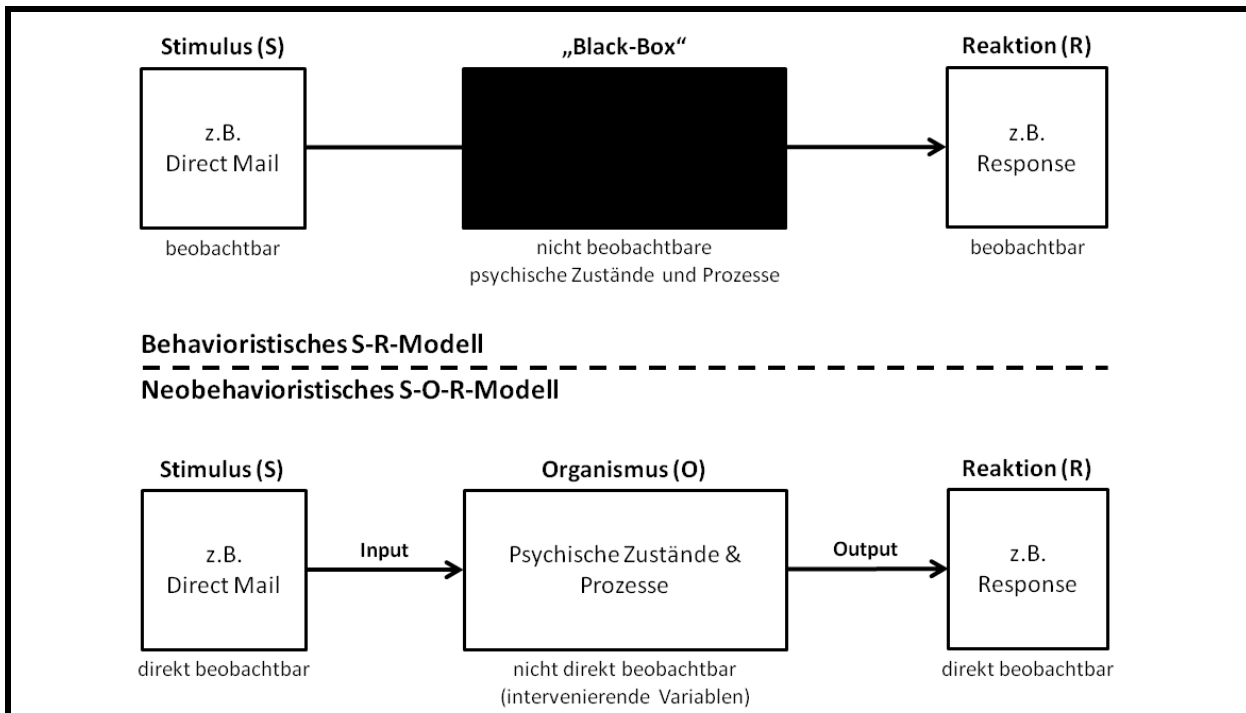 Stimulus (S)
„Black-Box“
Reaktion (R)
z.B.
Direct Mail
z.B.
Response
beobachtbar
nicht beobachtbare
psychische Zustände und Prozesse
beobachtbar
Behavioristisches S-R-Modell
Neobehavioristisches S-O-R-Modell
Stimulus (S)
Organismus (O)
Reaktion (R)
z.B.
Direct Mail
Input
Psychische Zustände &
Prozesse
Output
z.B.
Response
direkt beobachtbar
nicht direkt beobachtbar
(intervenierende Variablen)
direkt beobachtbar